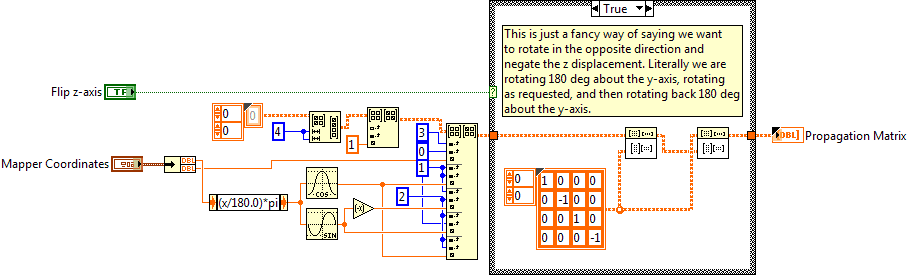 True
This is just a fancy way of saying we want
to rotate in the opposite direction and
negate the z displacement. Literally we are
rotating 180 deg about the y-axis, rotating
as requested, and then rotating back 180 deg
about the y-axis.
Flip z-axis
TF
?
0
0
0
4
1
3
0
1
2
Mapper Coordinates
DBL
DBL
(x/180.0)*pi
COS
SIN
(-x)
0
0
1 0 0 0
0 -1 0 0
0 0 1 0
0 0 0 -1
DBL]
Propagation Matrix